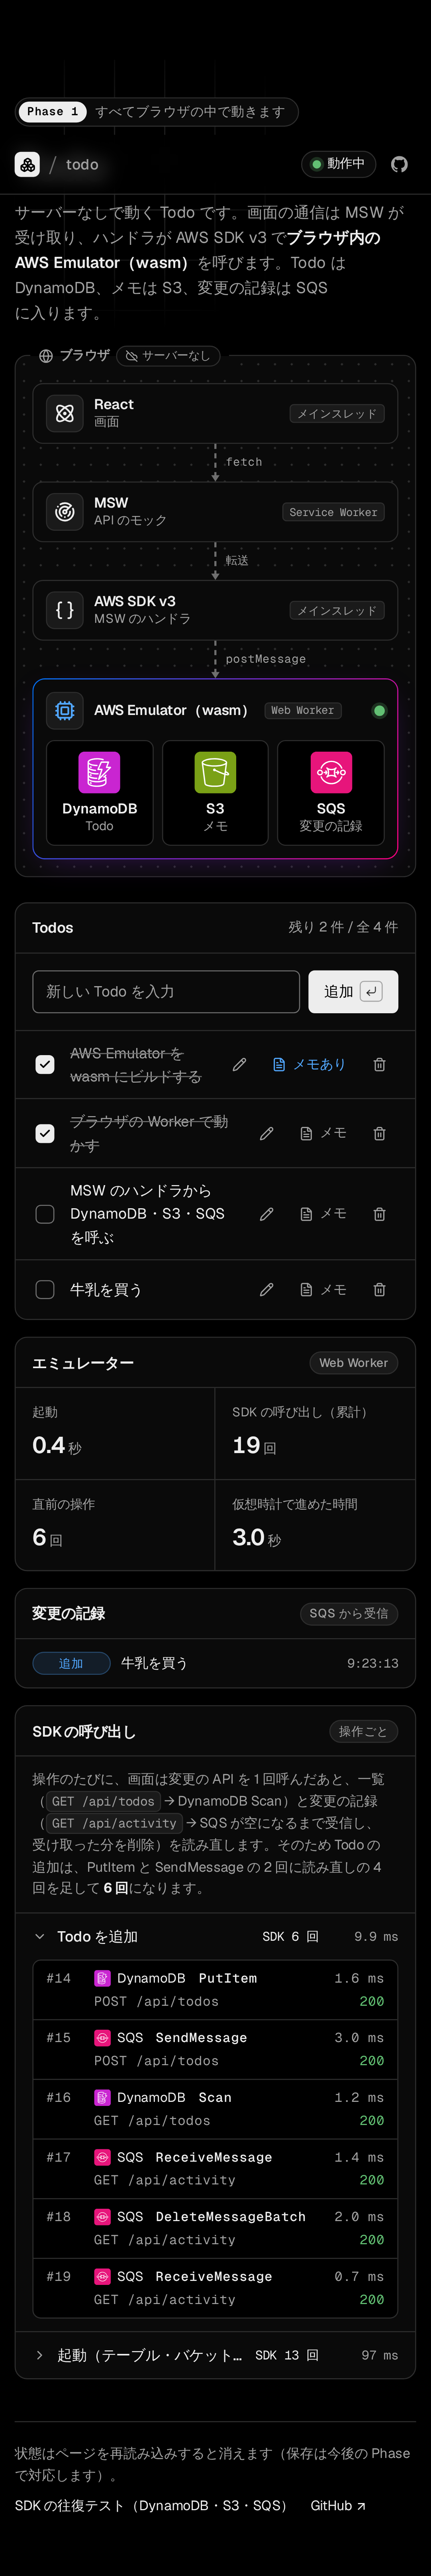 Phase 1 すべてブラウザの中で動きます
/ todo 動作中
サーバーなしで動く Todo です。画面の通信は MSW が
受け取り、ハンドラが AWS SDK v3 でブラウザ内の
AWS Emulator（wasm）を呼びます。Todo は
DynamoDB、メモは S3、変更の記録は SQS
に入ります。
ブラウザ サーバーなし
React
画面
メインスレッド
fetch
MSW
API のモック
Service Worker
転送
AWS SDK v3
MSW のハンドラ
メインスレッド
postMessage
AWS Emulator（wasm） Web Worker
DynamoDB
Todo
S3
メモ
SQS
変更の記録
Todos 残り 2 件 / 全 4 件
新しい Todo を入力 追加
AWS Emulator を
wasm にビルドする
メモあり
ブラウザの Worker で動
かす
メモ
MSW のハンドラから
DynamoDB・S3・SQS
を呼ぶ
メモ
牛乳を買う メモ
エミュレーター Web Worker
起動
0.4 秒
SDK の呼び出し（累計）
19 回
直前の操作
6 回
仮想時計で進めた時間
3.0 秒
変更の記録 SQS から受信
追加 牛乳を買う 9:23:13
SDK の呼び出し 操作ごと
操作のたびに、画面は変更の API を 1 回呼んだあと、一覧
（GET /api/todos → DynamoDB Scan）と変更の記録
（GET /api/activity → SQS が空になるまで受信し、
受け取った分を削除）を読み直します。そのため Todo の
追加は、PutItem と SendMessage の 2 回に読み直しの 4
回を足して 6 回になります。
Todo を追加 SDK 6 回 9.9 ms
#14 DynamoDB PutItem 1.6 ms
POST /api/todos 200
#15 SQS SendMessage 3.0 ms
POST /api/todos 200
#16 DynamoDB Scan 1.2 ms
GET /api/todos 200
#17 SQS ReceiveMessage 1.4 ms
GET /api/activity 200
#18 SQS DeleteMessageBatch 2.0 ms
GET /api/activity 200
#19 SQS ReceiveMessage 0.7 ms
GET /api/activity 200
起動（テーブル・バケット… SDK 13 回 97 ms
状態はページを再読み込みすると消えます（保存は今後の Phase
で対応します）。
SDK の往復テスト（DynamoDB・S3・SQS） GitHub ↗